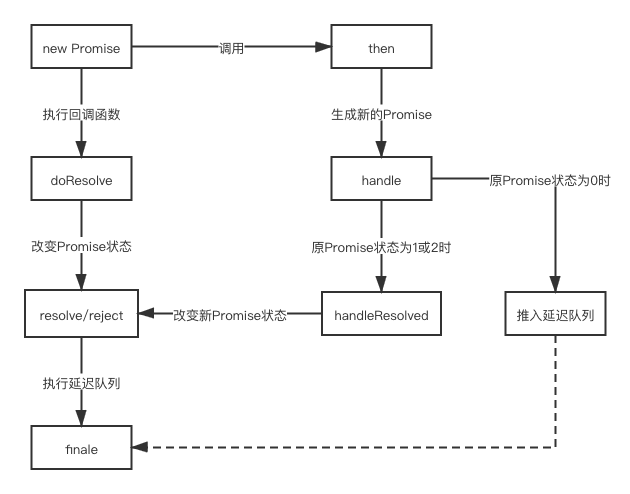 new Promise
调用
then
执行回调函数
生成新的Promise
doResolve
handle
原Promise状态为0时
改变Promise状态
原Promise状态为1或2时
resolve/reject
改变新Promise状态
handleResolved
推入延迟队列
执行延迟队列
finale